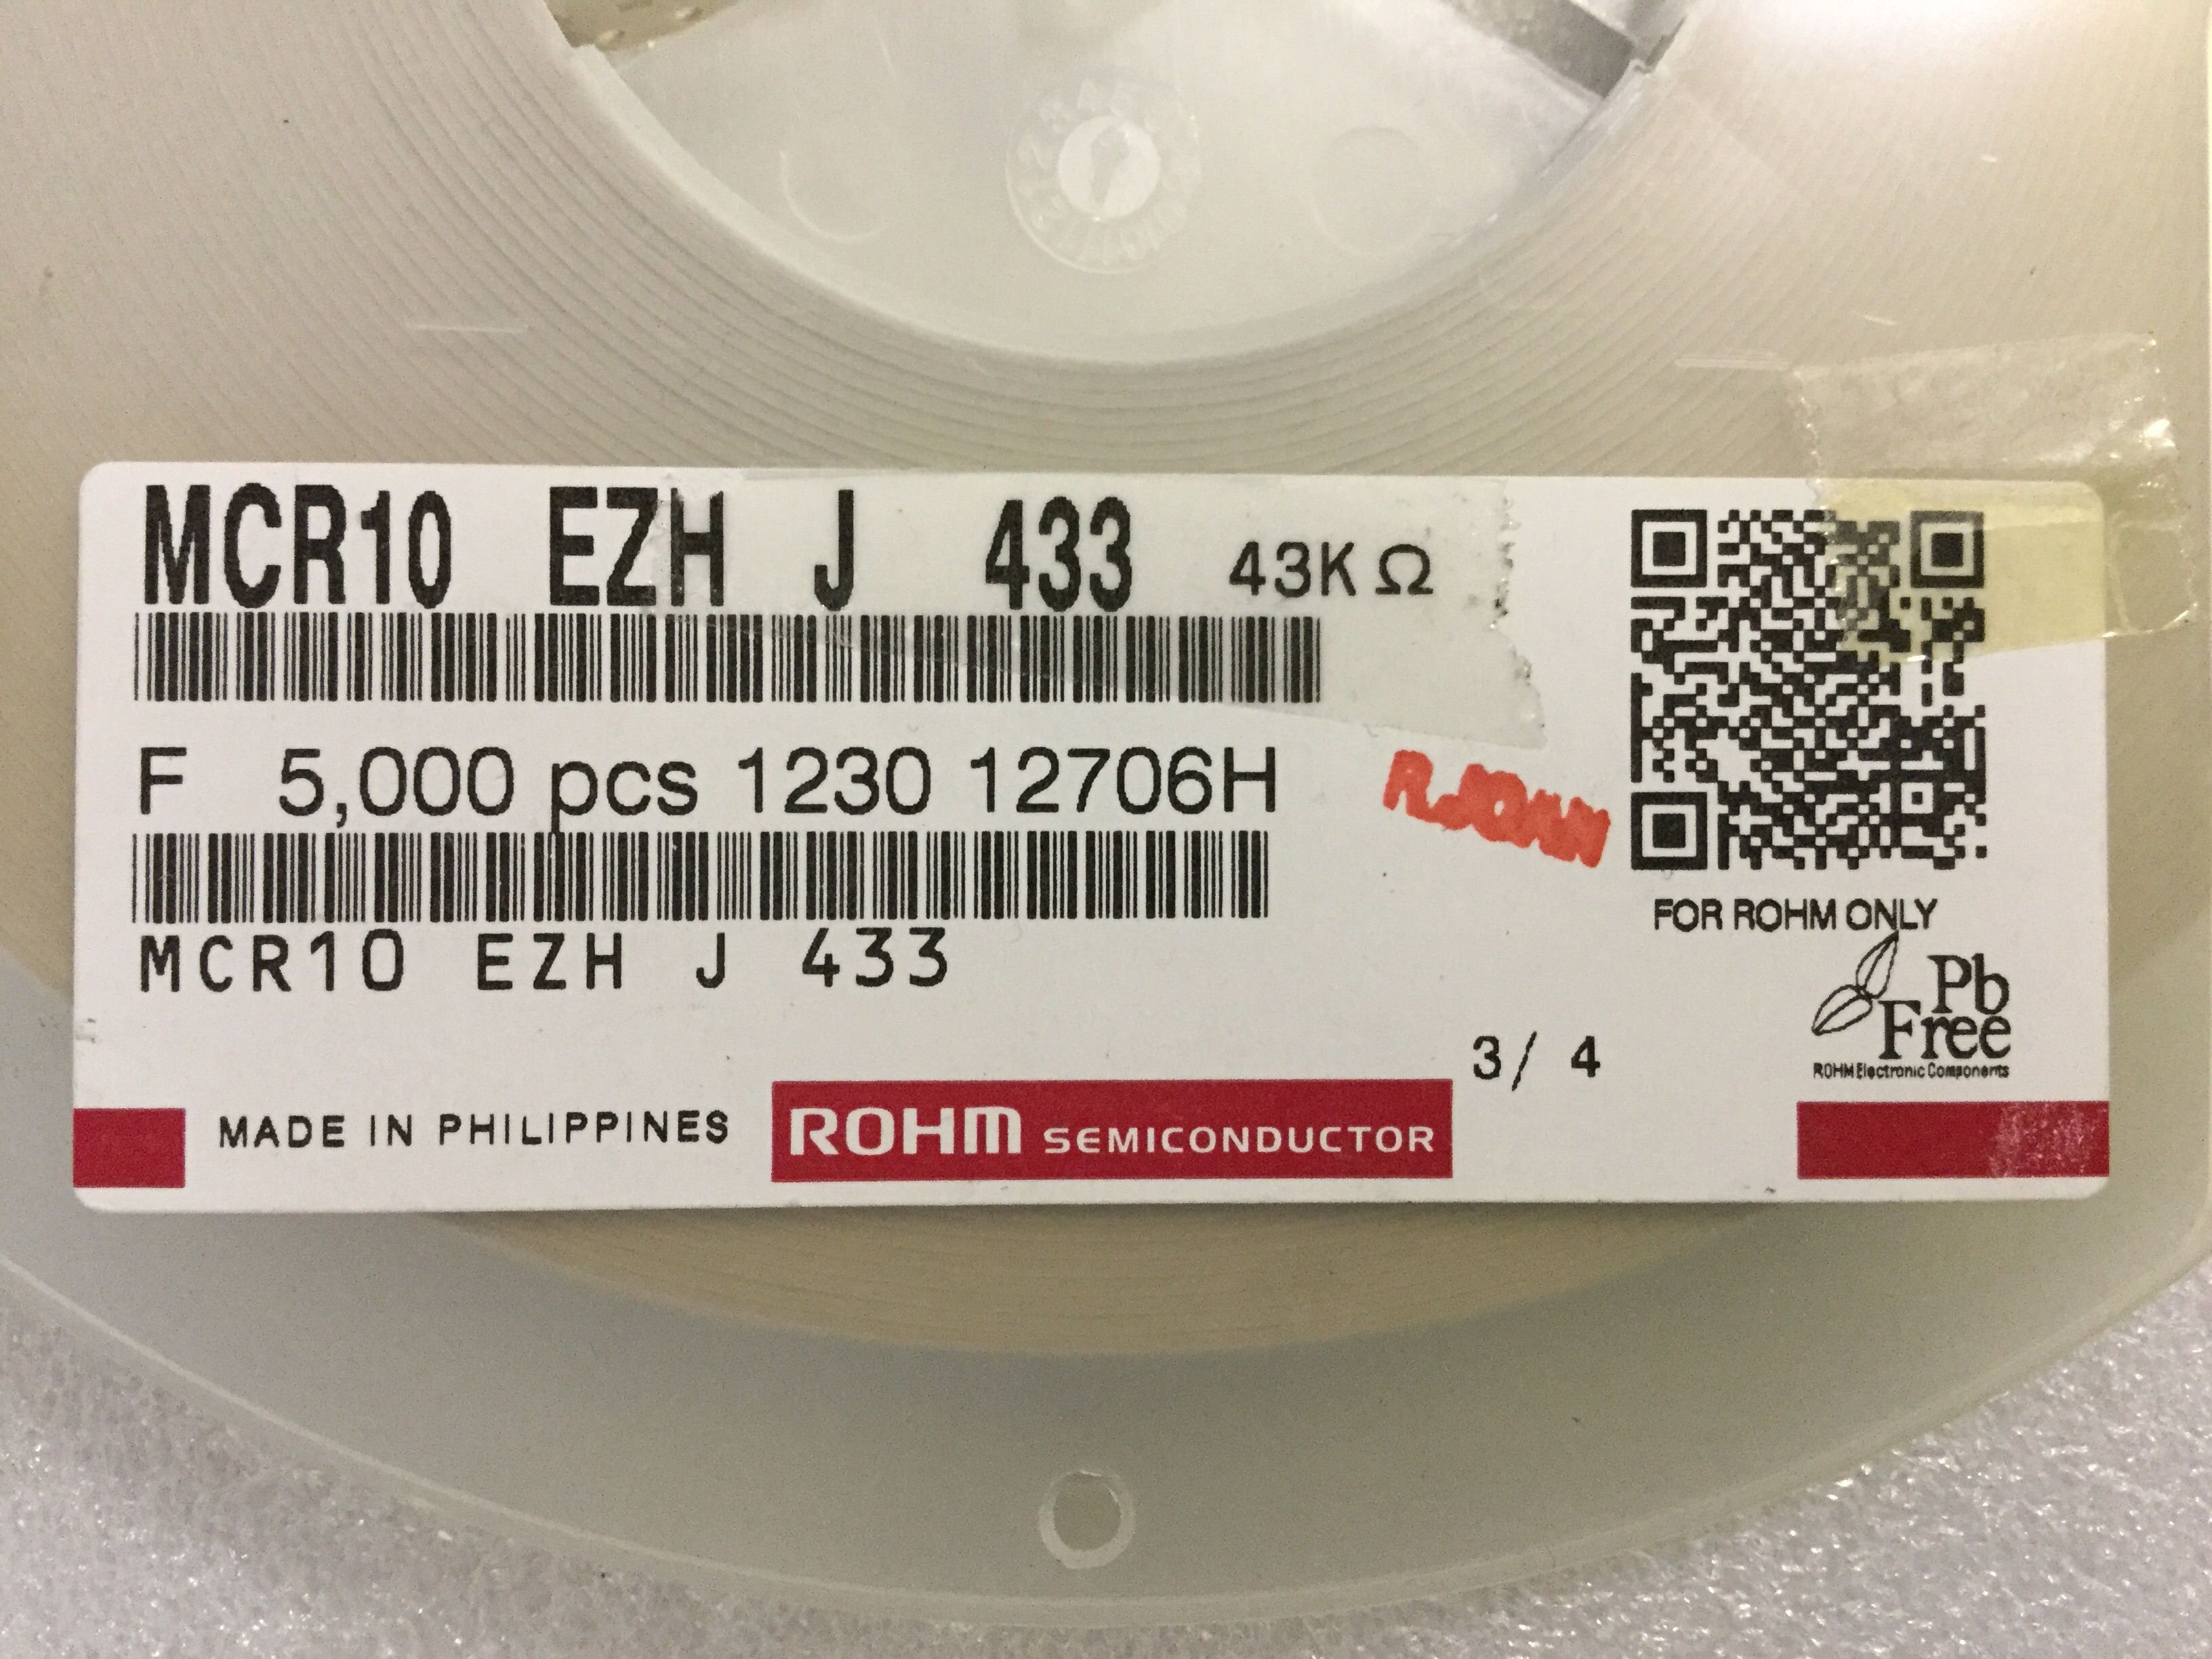 MCR10 EZH J 433 43KΩ
F 5,000 pcs 1230 12706H
RJOAN
FOR ROHM ONLY
MCR10 EZH J 433
Pb
Free
ROHM Electronic Components
3/ 4
MADE IN PHILIPPINES
ROHM SEMICONDUCTOR